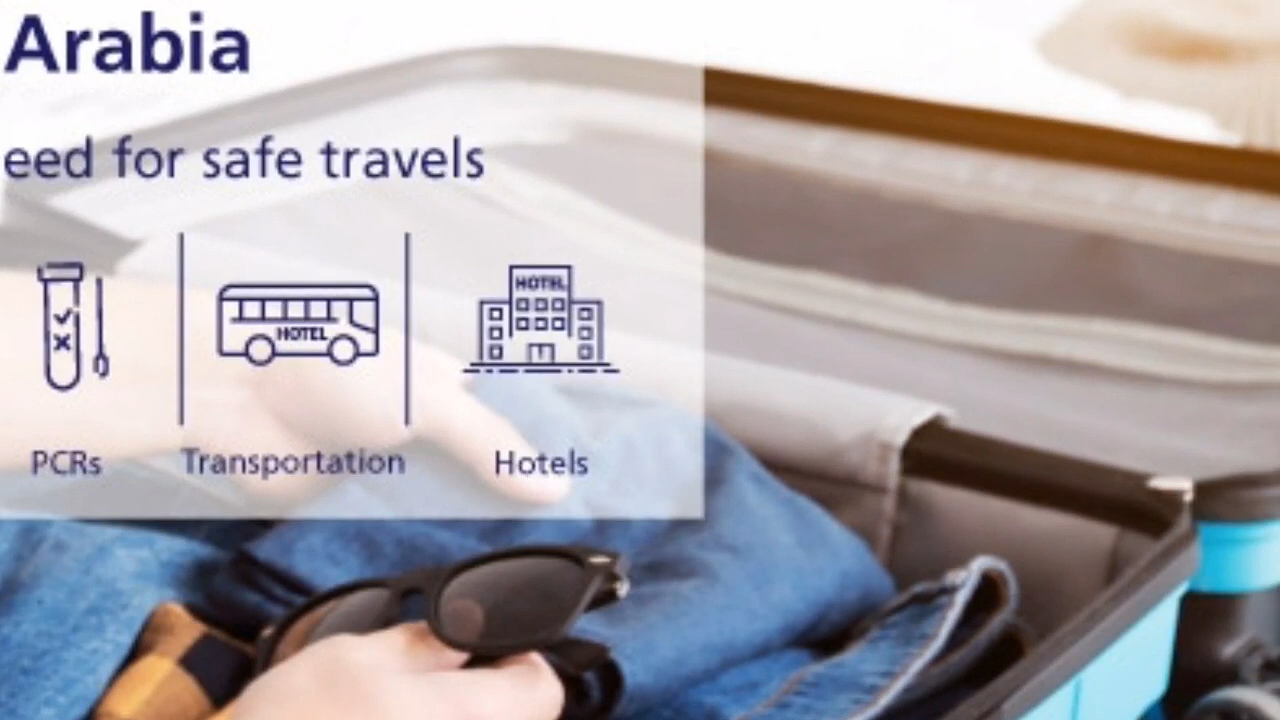 Arabia
eed for safe travels
HOTEL
HOTEL
PCRs
Transportation
Hotels